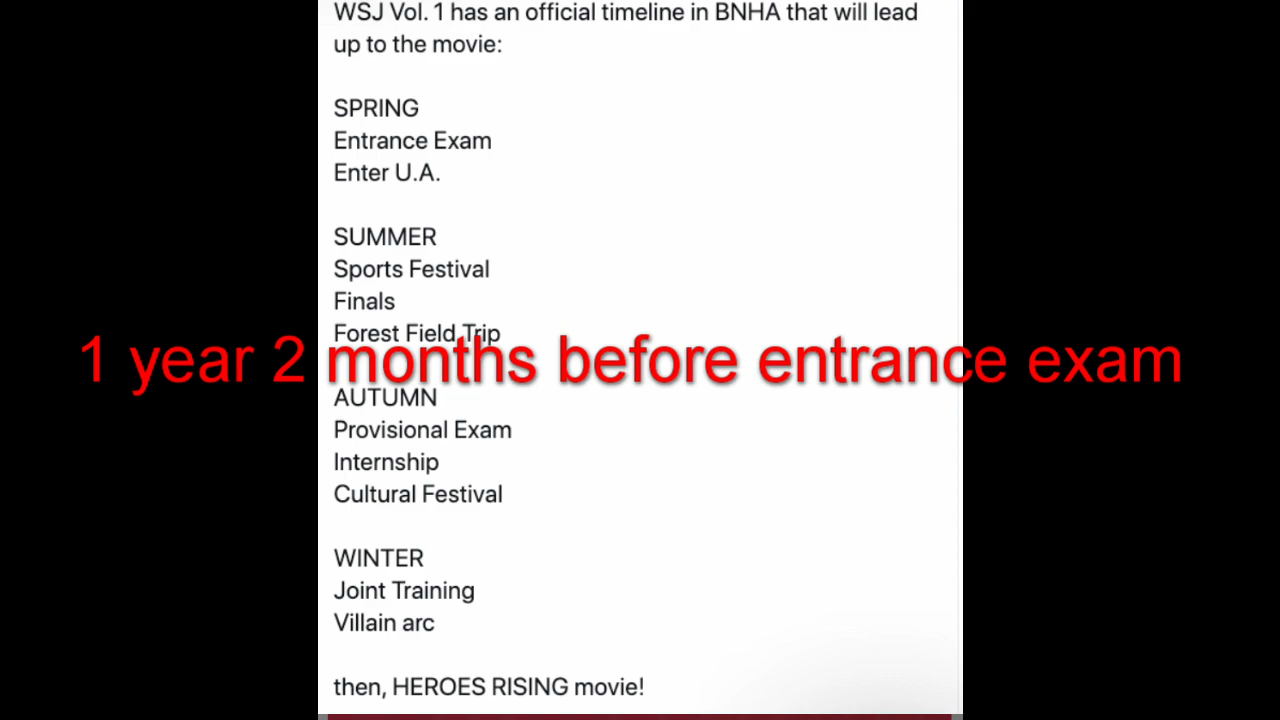 WSJ Vol. 1 has an official timeline in BNHA that will lead
up to the movie:
SPRING
Entrance Exam
Enter U.A.
SUMMER
Sports Festival
Finals
Forest Field Trip
1 year 2 months before entrance exam
AUTUMN
Provisional Exam
Internship
Cultural Festival
WINTER
Joint Training
Villain arc
then, HEROES RISING movie!